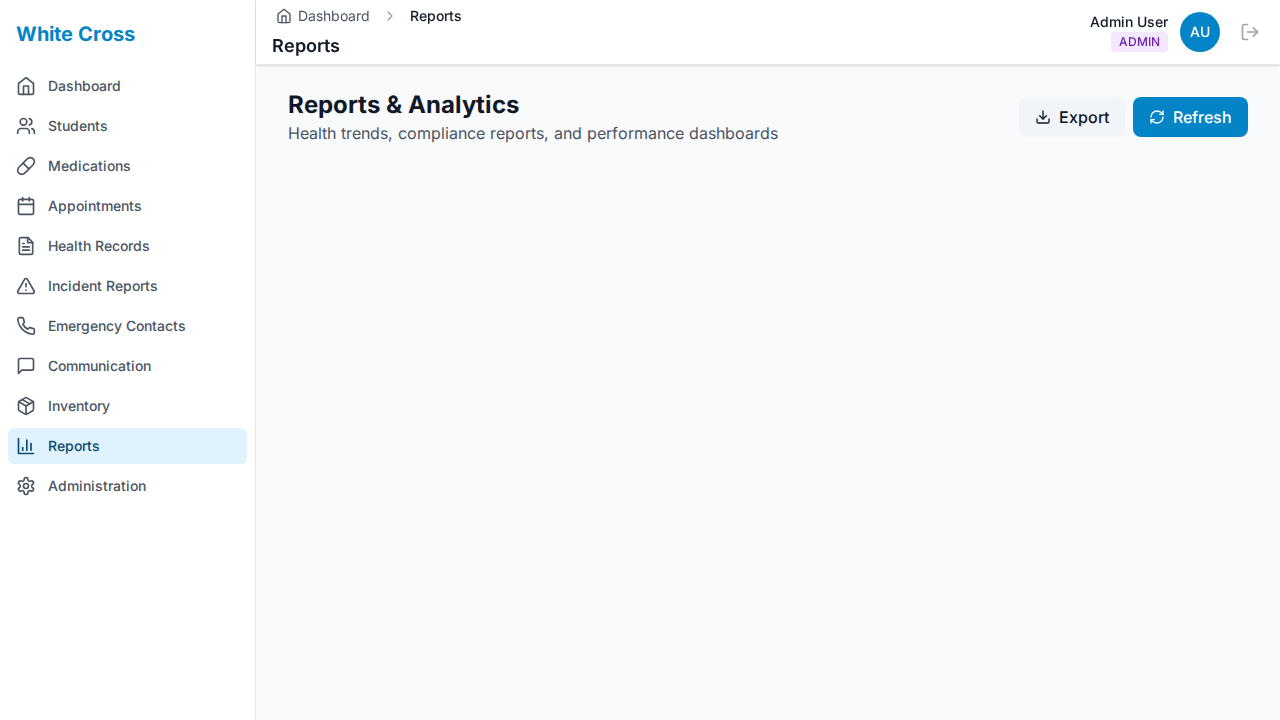 White Cross
Dashboard
Students
Medications
Appointments
Health Records
Incident Reports
Emergency Contacts
Communication
Inventory
Reports
Administration
Dashboard Reports
Reports
Admin User
ADMIN
AU
Reports & Analytics
Health trends, compliance reports, and performance dashboards
Export
Refresh